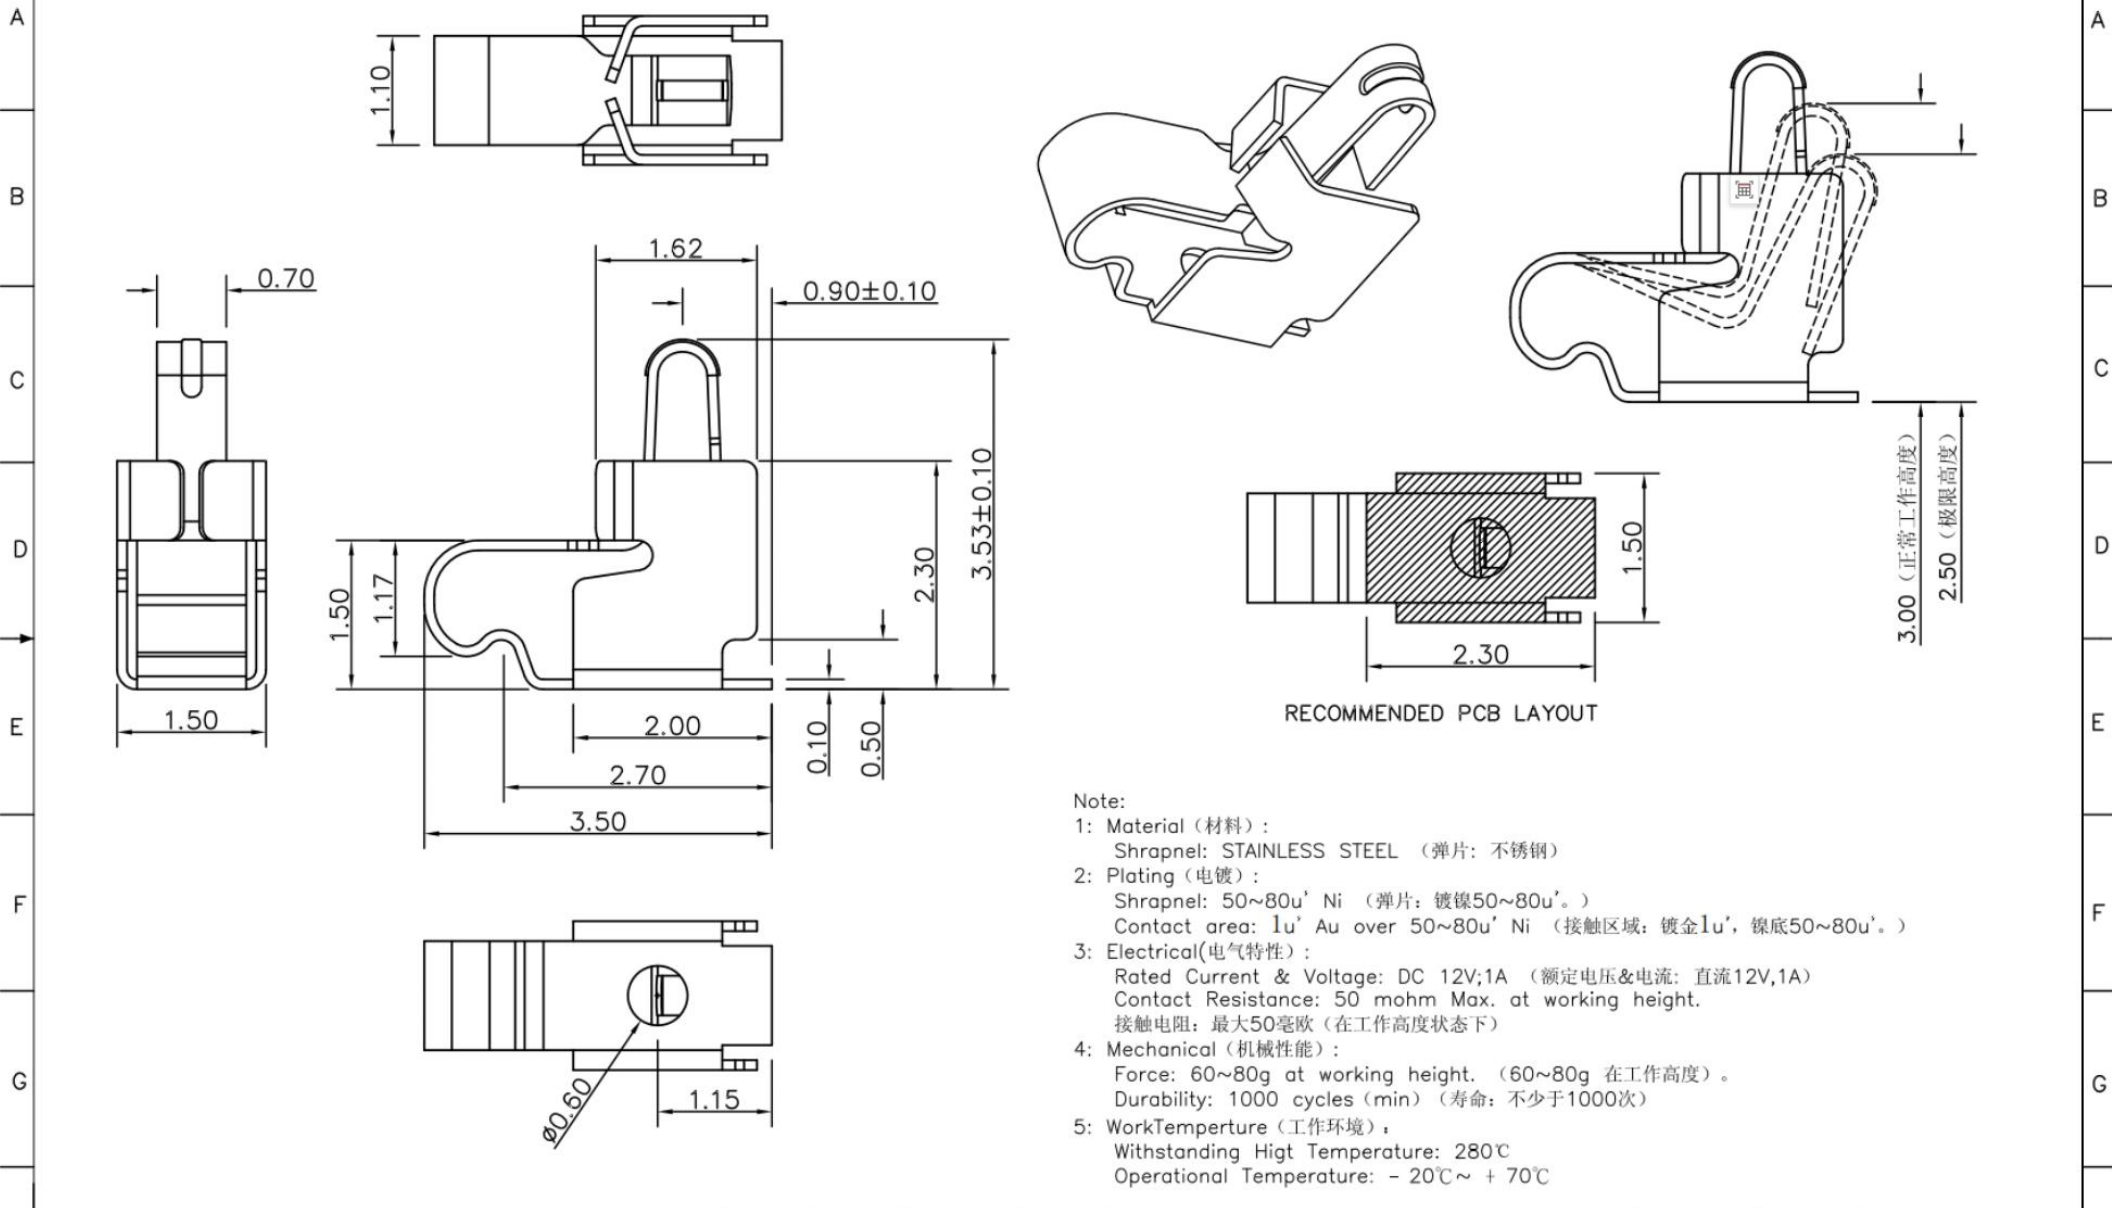 A
A
1.10
B
B
1.62
0.70
0.90±0.10
C
C
3.53±0.10
2.30
1.50
1.17
D
D
3.00（正常工作高度）
2.50（极限高度）
1.50
2.30
RECOMMENDED PCB LAYOUT
E
E
1.50
2.00
0.10
0.50
2.70
3.50
Note:
1: Material（材料）:
Shrapnel: STAINLESS STEEL （弹片: 不锈钢）
2: Plating（电镀）:
Shrapnel: 50~80u' Ni （弹片: 镀镍50~80u'。）
Contact area: 1u' Au over 50~80u' Ni （接触区域: 镀金1u', 镍底50~80u'。）
3: Electrical(电气特性）:
Rated Current & Voltage: DC 12V;1A （额定电压&电流: 直流12V,1A）
Contact Resistance: 50 mohm Max. at working height.
接触电阻: 最大50毫欧（在工作高度状态下）
4: Mechanical（机械性能）:
Force: 60~80g at working height. （60~80g 在工作高度）。
Durability: 1000 cycles（min）（寿命: 不少于1000次）
5: WorkTemperture（工作环境）:
Withstanding Higt Temperature: 280℃
Operational Temperature: - 20℃~ + 70℃
F
F
G
G
ø0.60
1.15